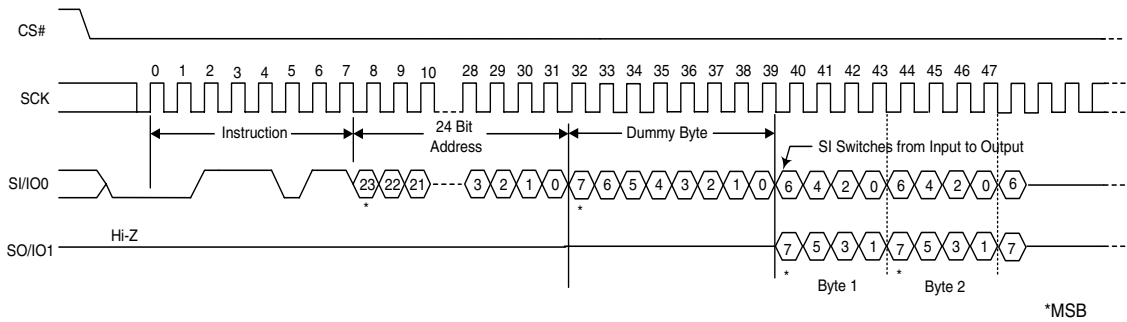 CS#
0 1 2 3 4 5 6 7 8 9 10 28 29 30 31 32 33 34 35 36 37 38 39 40 41 42 43 44 45 46 47
SCK
Instruction
24 Bit
Address
Dummy Byte
SI Switches from Input to Output
SI/IO0
23 22 21 3 2 1 0 7 6 5 4 3 2 1 0 6 4 2 0 6 4 2 0 6
* *
Hi-Z
SO/IO1
7 5 3 1 7 5 3 1 7
* *
Byte 1 Byte 2
*MSB